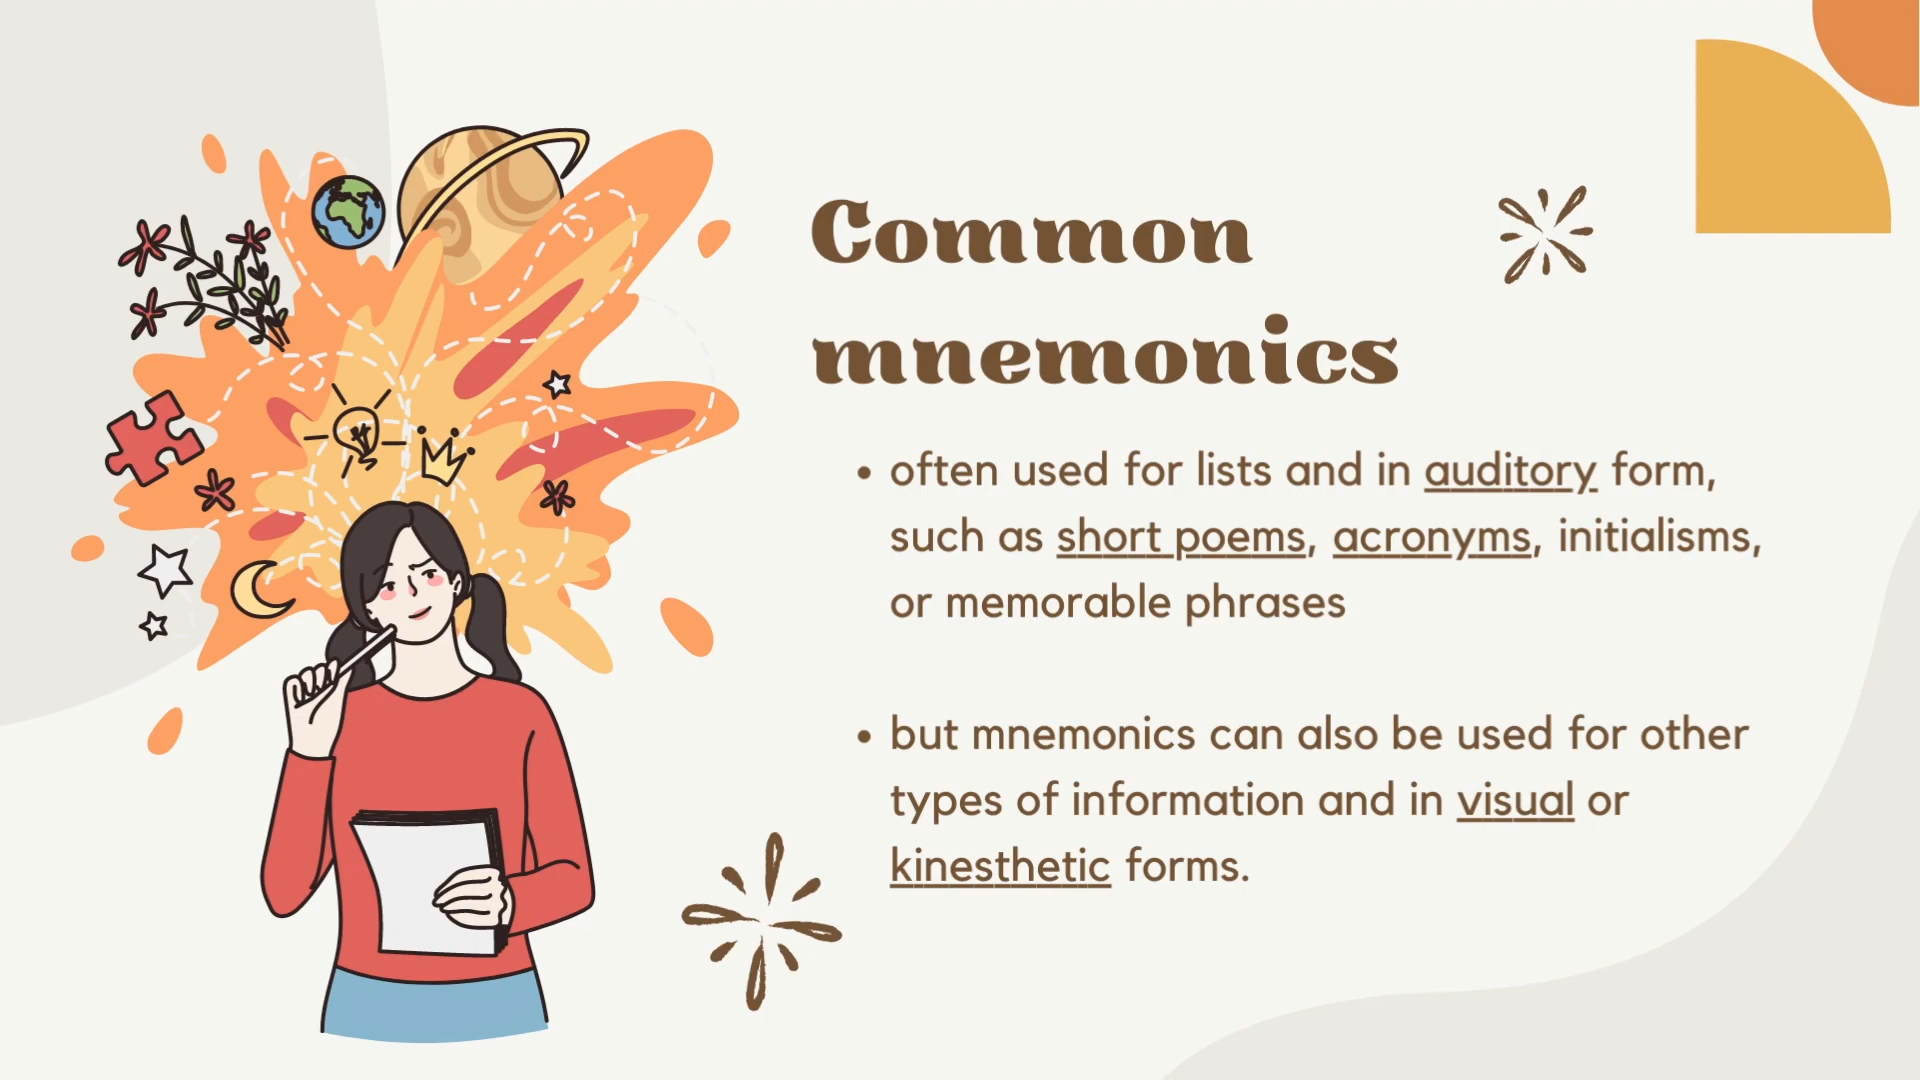 Common
mnemonics
• often used for lists and in auditory form,
such as short poems, acronyms, initialisms,
or memorable phrases
• but mnemonics can also be used for other
types of information and in visual or
kinesthetic forms.